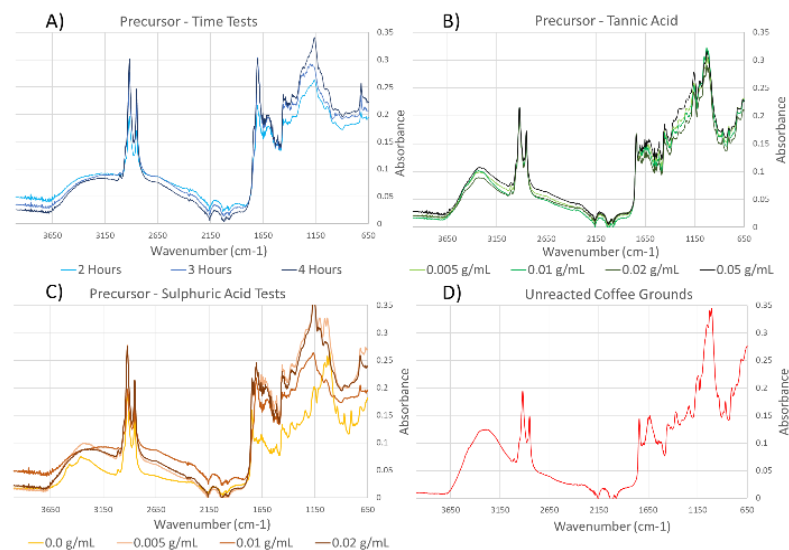 A)
Precursor - Time Tests
0.35
0.3
0.25
0.2
0.15
0.1
0.05
0
Absorbance
3650 3150 2650 2150 1650 1150 650
Wavenumber (cm-1)
2 Hours 3 Hours 4 Hours
B)
Precursor - Tannic Acid
0.35
0.3
0.25
0.2
0.15
0.1
0.05
0
Absorbance
3650 3150 2650 2150 1650 1150 650
Wavenumber (cm-1)
0.005 g/mL 0.01 g/mL 0.02 g/mL 0.05 g/mL
C)
Precursor - Sulphuric Acid Tests
0.35
0.3
0.25
0.2
0.15
0.1
0.05
0
Absorbance
3650 3150 2650 2150 1650 1150 650
Wavenumber (cm-1)
0.0 g/mL 0.005 g/mL 0.01 g/mL 0.02 g/mL
D)
Unreacted Coffee Grounds
0.35
0.3
0.25
0.2
0.15
0.1
0.05
0
Absorbance
3650 3150 2650 2150 1650 1150 650
Wavenumber (cm-1)